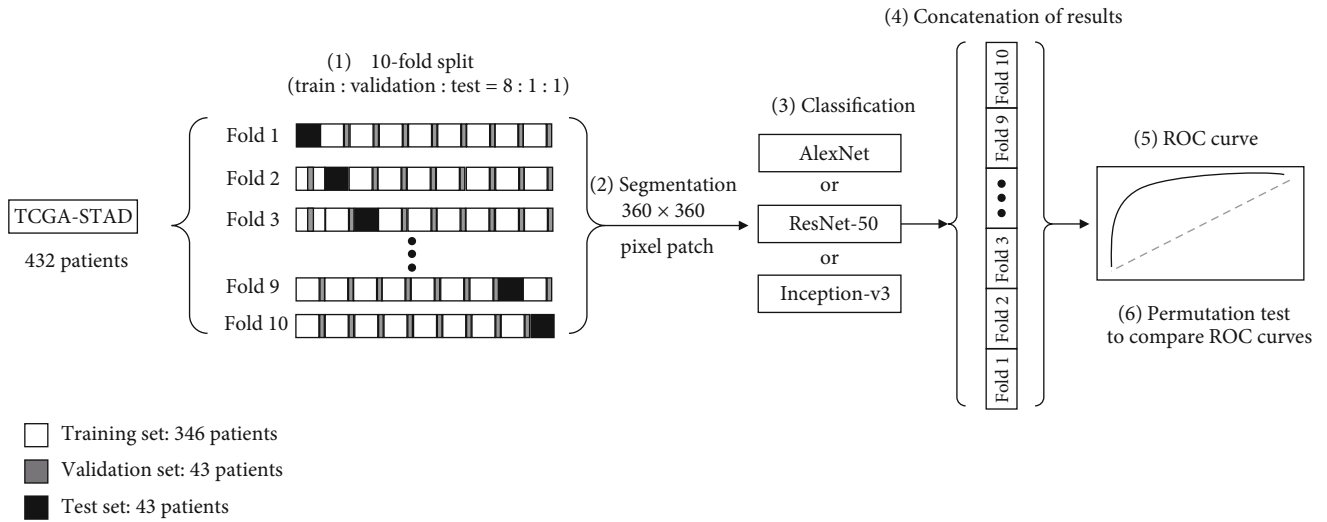 (1) 10-fold split
(train : validation : test = 8 : 1 : 1)
TCGA-STAD
432 patients
Fold 1
Fold 2
Fold 3
Fold 9
Fold 10
(2) Segmentation
360 × 360
pixel patch
(3) Classification
AlexNet
or
ResNet-50
or
Inception-v3
(4) Concatenation of results
Fold 10
Fold 9
Fold 3
Fold 2
Fold 1
(5) ROC curve
(6) Permutation test
to compare ROC curves
Training set: 346 patients
Validation set: 43 patients
Test set: 43 patients